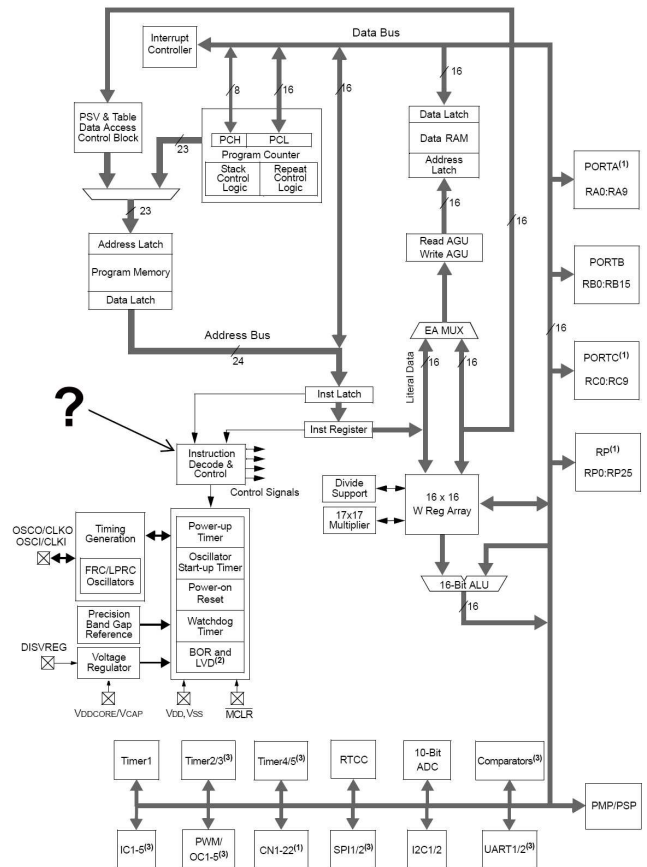 Data Bus
Interrupt
Controller
8
16
16
16
PSV & Table
Data Access
Control Block
23
PCH
PCL
Program Counter
Stack
Control
Logic
Repeat
Control
Logic
Data Latch
Data RAM
Address
Latch
16
16
23
Address Latch
Program Memory
Data Latch
Read AGU
Write AGU
Address Bus
24
EA MUX
Literal Data
16
16
16
PORTA(1)
RA0:RA9
PORTB
RB0:RB15
PORTC(1)
RC0:RC9
RP(1)
RP0:RP25
?
Inst Latch
Inst Register
Instruction
Decode &
Control
Control Signals
Divide
Support
17x17
Multiplier
16 x 16
W Reg Array
16-Bit ALU
16
OSCO/CLKO
OSCI/CLKI
Timing
Generation
FRC/LPRC
Oscillators
Precision
Band Gap
Reference
DISVREG
Voltage
Regulator
Power-up
Timer
Oscillator
Start-up Timer
Power-on
Reset
Watchdog
Timer
BOR and
LVD(2)
VDDCORE/VCAP
VDD, VSS
MCLR
Timer1
Timer2/3(3)
Timer4/5(3)
RTCC
10-Bit
ADC
Comparators(3)
PMP/PSP
IC1-5(3)
PWM/
OC1-5(3)
CN1-22(1)
SPI1/2(3)
I2C1/2
UART1/2(3)